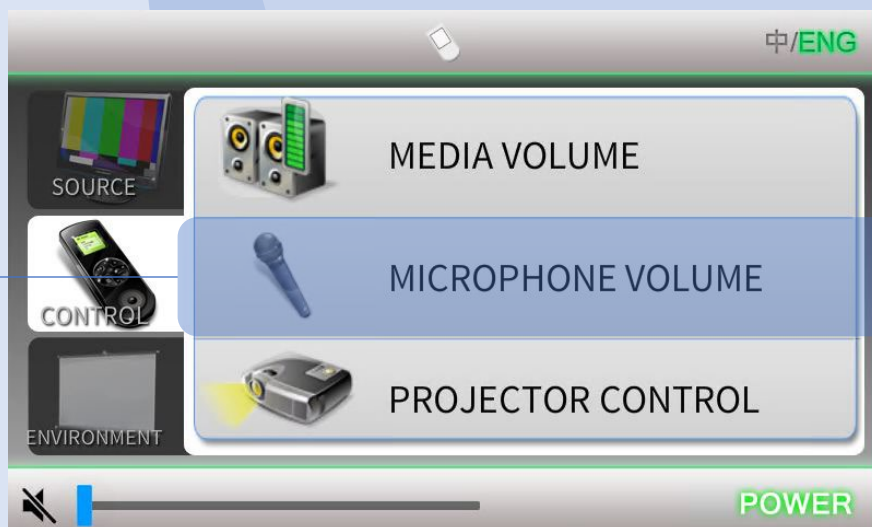 中/ENG
SOURCE
MEDIA VOLUME
CONTROL
MICROPHONE VOLUME
ENVIRONMENT
PROJECTOR CONTROL
POWER